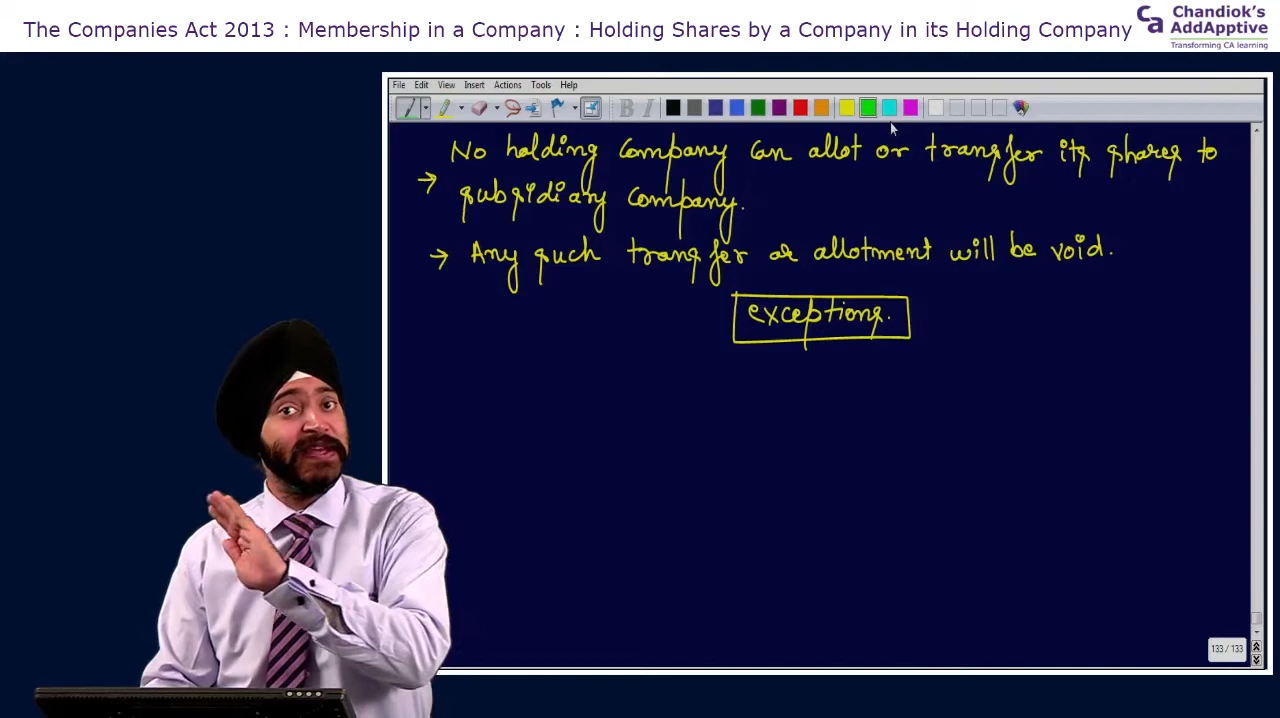 The Companies Act 2013 : Membership in a Company : Holding Shares by a Company in its Holding Company
Ca
Chandiok's
AddApptive
Transforming CA learning
File Edit View Insert Actions Tools Help
B I
No holding company can allot or transfer its shares to
→ subsidiary company.
→ Any such transfer or allotment will be void.
exceptions.
133 / 133